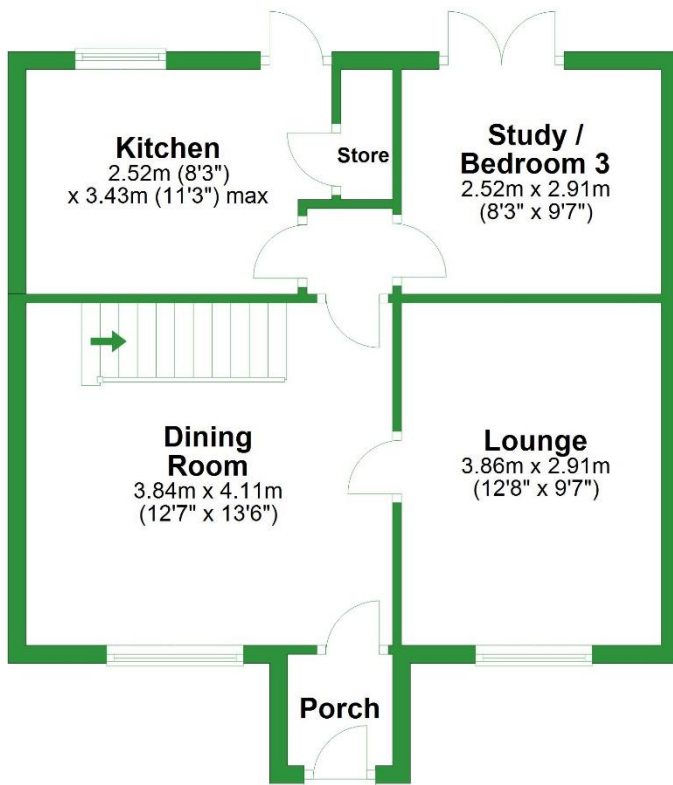 Kitchen
2.52m (8'3")
x 3.43m (11'3") max
Store
Study /
Bedroom 3
2.52m x 2.91m
(8'3" x 9'7")
Dining
Room
3.84m x 4.11m
(12'7" x 13'6")
Lounge
3.86m x 2.91m
(12'8" x 9'7")
Porch